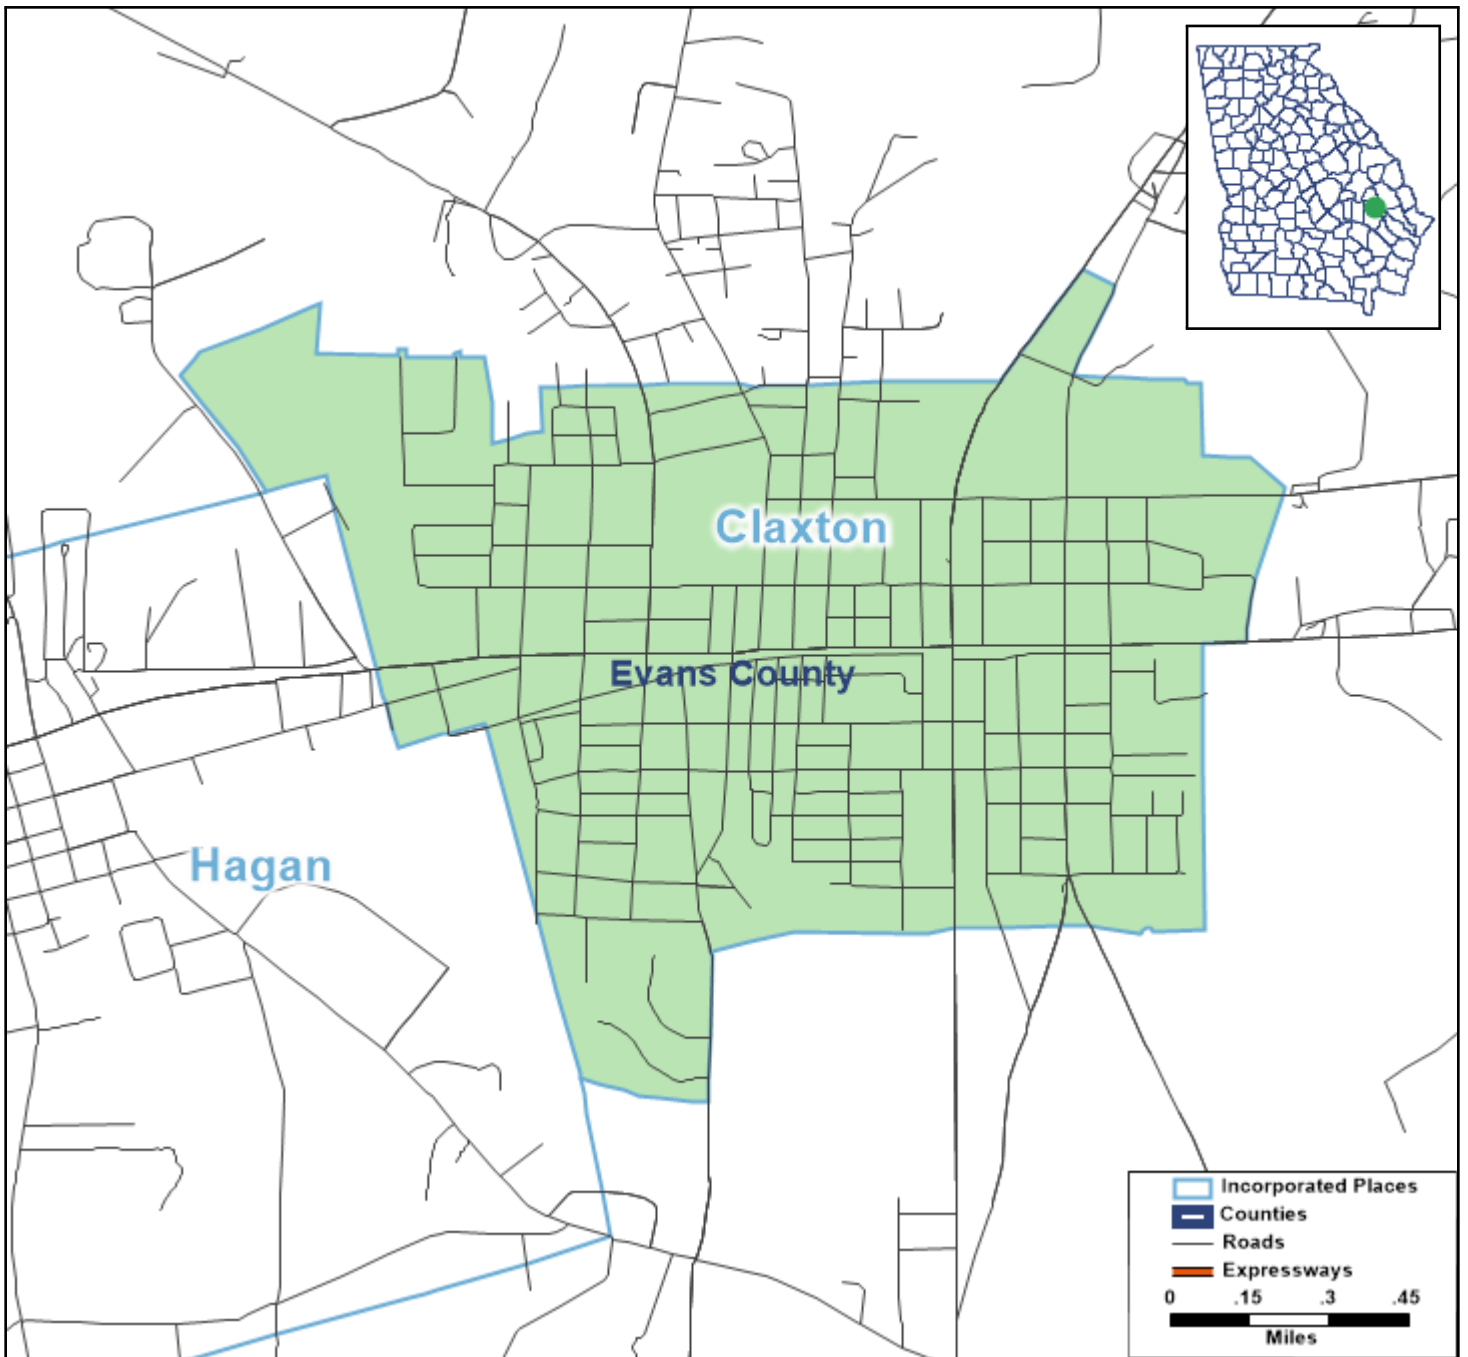 Claxton
Evans County
Hagan
Incorporated Places
Counties
Roads
Expressways
0 .15 .3 .45
Miles